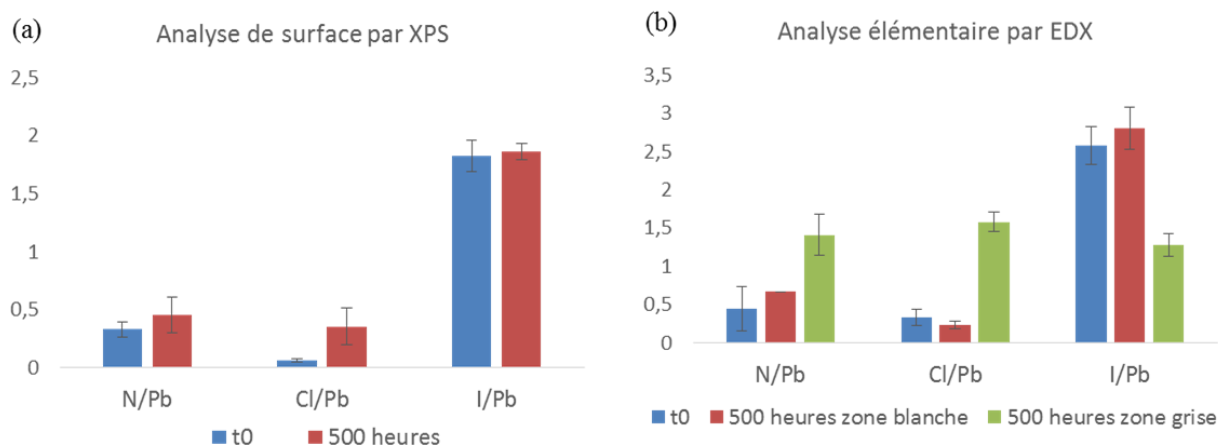 (a)
Analyse de surface par XPS
2,5
2
1,5
1
0,5
0
N/Pb Cl/Pb I/Pb
t0 500 heures
(b)
Analyse élémentaire par EDX
3,5
3
2,5
2
1,5
1
0,5
0
N/Pb Cl/Pb I/Pb
t0 500 heures zone blanche 500 heures zone grise